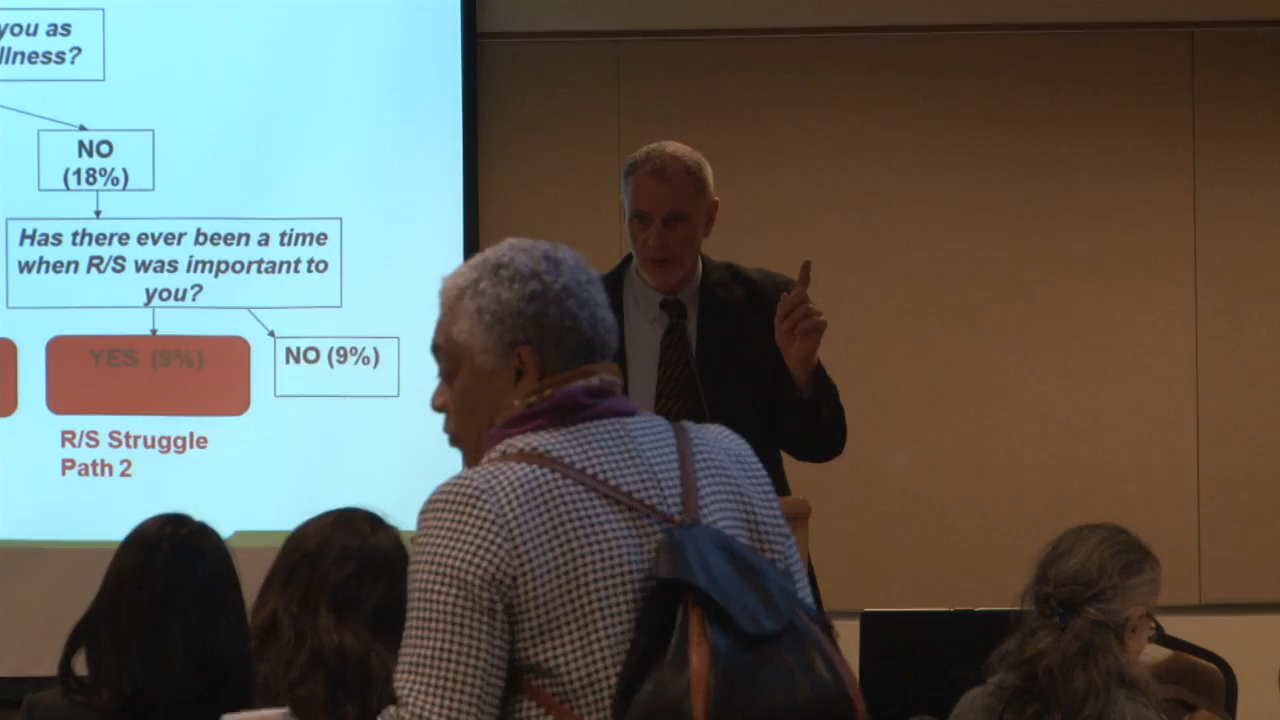 you as
llness?
NO
(18%)
Has there ever been a time
when R/S was important to
you?
YES (9%)
NO (9%)
R/S Struggle
Path 2